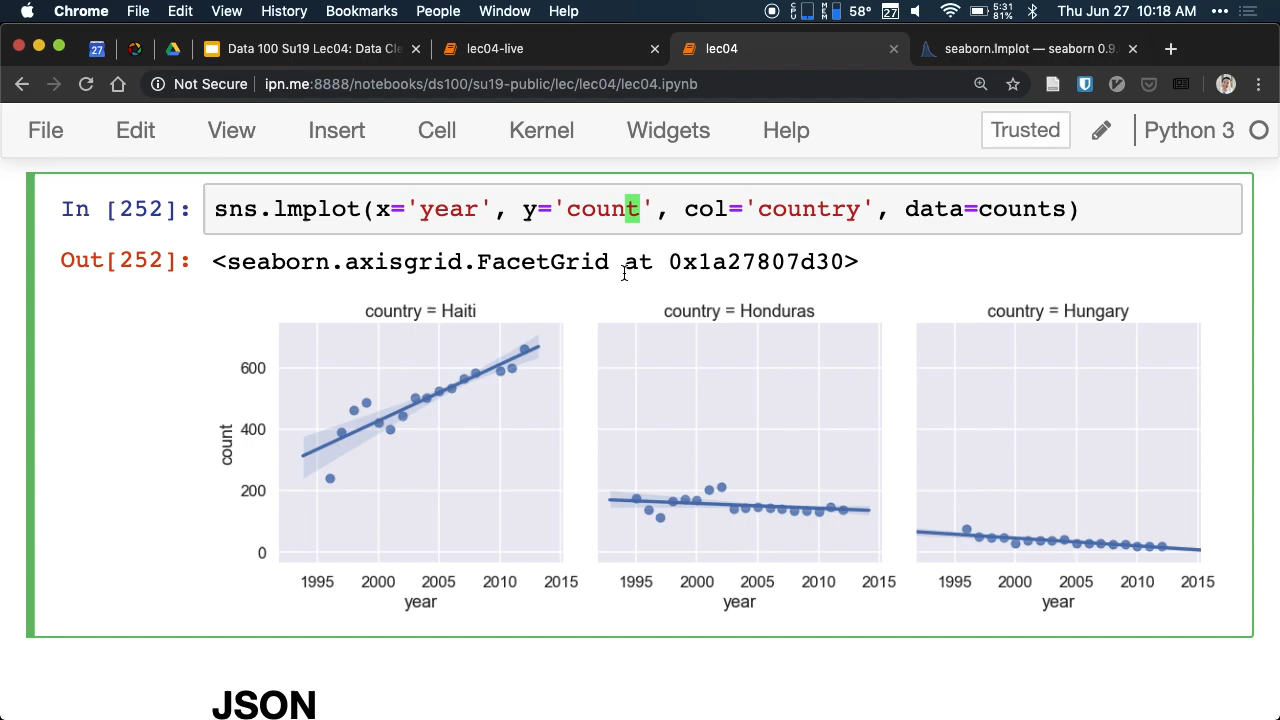 Chrome File Edit View History Bookmarks People Window Help 58° 27 5:31 81% Thu Jun 27 10:18 AM
27 Data 100 Su19 Lec04: Data Cle lec04-live lec04 seaborn.lmplot — seaborn 0.9.
Not Secure ipn.me:8888/notebooks/ds100/su19-public/lec/lec04/lec04.ipynb
File Edit View Insert Cell Kernel Widgets Help Trusted Python 3
In [252]: sns.lmplot(x='year', y='count', col='country', data=counts)
Out[252]: <seaborn.axisgrid.FacetGrid at 0x1a27807d30>
country = Haiti country = Honduras country = Hungary
600
400
200
0
count
1995 2000 2005 2010 2015 1995 2000 2005 2010 2015 1995 2000 2005 2010 2015
year year year
JSON